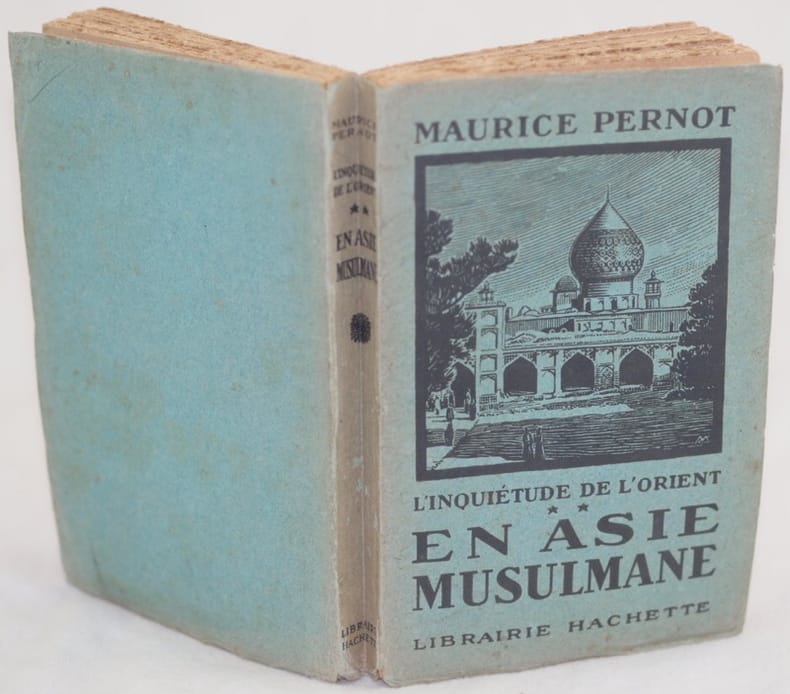 MAURICE
PERNOT
L'INQUIÉTUDE
DE L'ORIENT
★★
EN ASIE
MUSULMANE
LIBRAIRIE
HACHETTE
MAURICE PERNOT
L'INQUIÉTUDE DE L'ORIENT
★ ★
EN ASIE
MUSULMANE
LIBRAIRIE HACHETTE